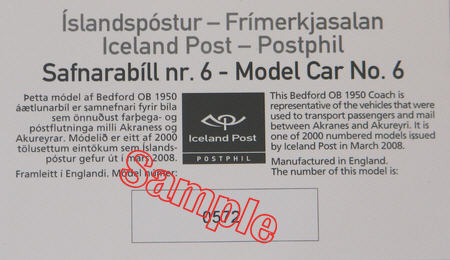 Íslandspóstur – Frímerkjasalan
Iceland Post – Postphil
Safnarabíll nr. 6 - Model Car No. 6
Þetta módel af Bedford OB 1950
áætlunarbíl er samnefnari fyrir bíla
sem önnuðust farþega- og
póstflutninga milli Akraness og
Akureyrar. Módelið er eitt af 2000
tölusettum eintökum sem Íslands-
póstur gefur út í mars 2008.
Framleitt í Englandi. Model númer:
Iceland Post
POSTPHIL
This Bedford OB 1950 Coach is
representative of the vehicles that were
used to transport passengers and mail
between Akranes and Akureyri. It is
one of 2000 numbered models issued
by Iceland Post in March 2008.
Manufactured in England.
The number of this model is:
0572
Sample